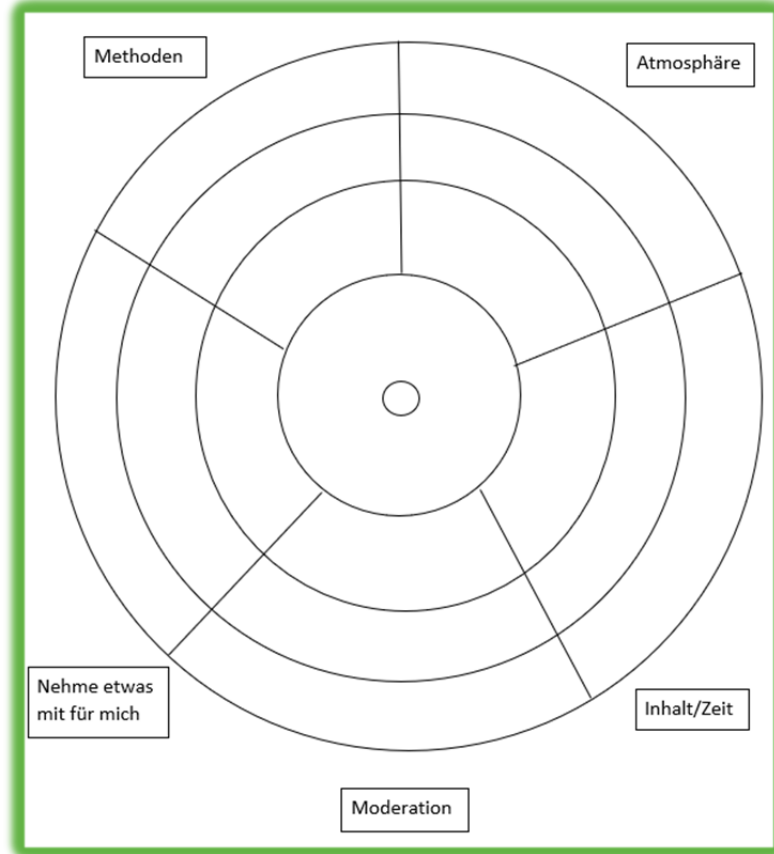 Methoden
Atmosphäre
Nehme etwas
mit für mich
Inhalt/Zeit
Moderation